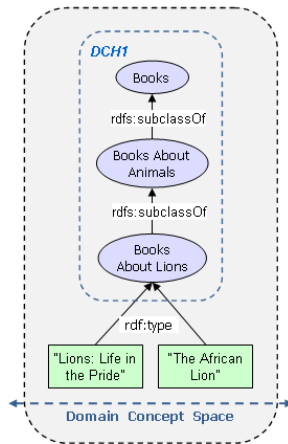 DCH1
Books
rdfs:subclassOf
Books About
Animals
rdfs:subclassOf
Books
About Lions
rdf:type
"Lions: Life in
the Pride"
"The African
Lion"
Domain Concept Space